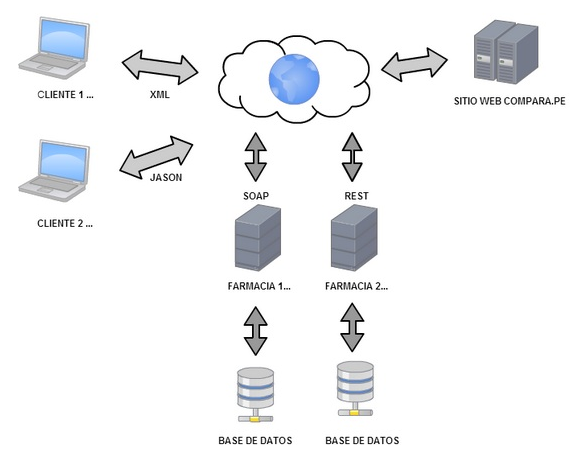 CLIENTE 1 ...
XML
SITIO WEB COMPARA.PE
JASON
CLIENTE 2 ...
SOAP
REST
FARMACIA 1...
FARMACIA 2...
BASE DE DATOS
BASE DE DATOS